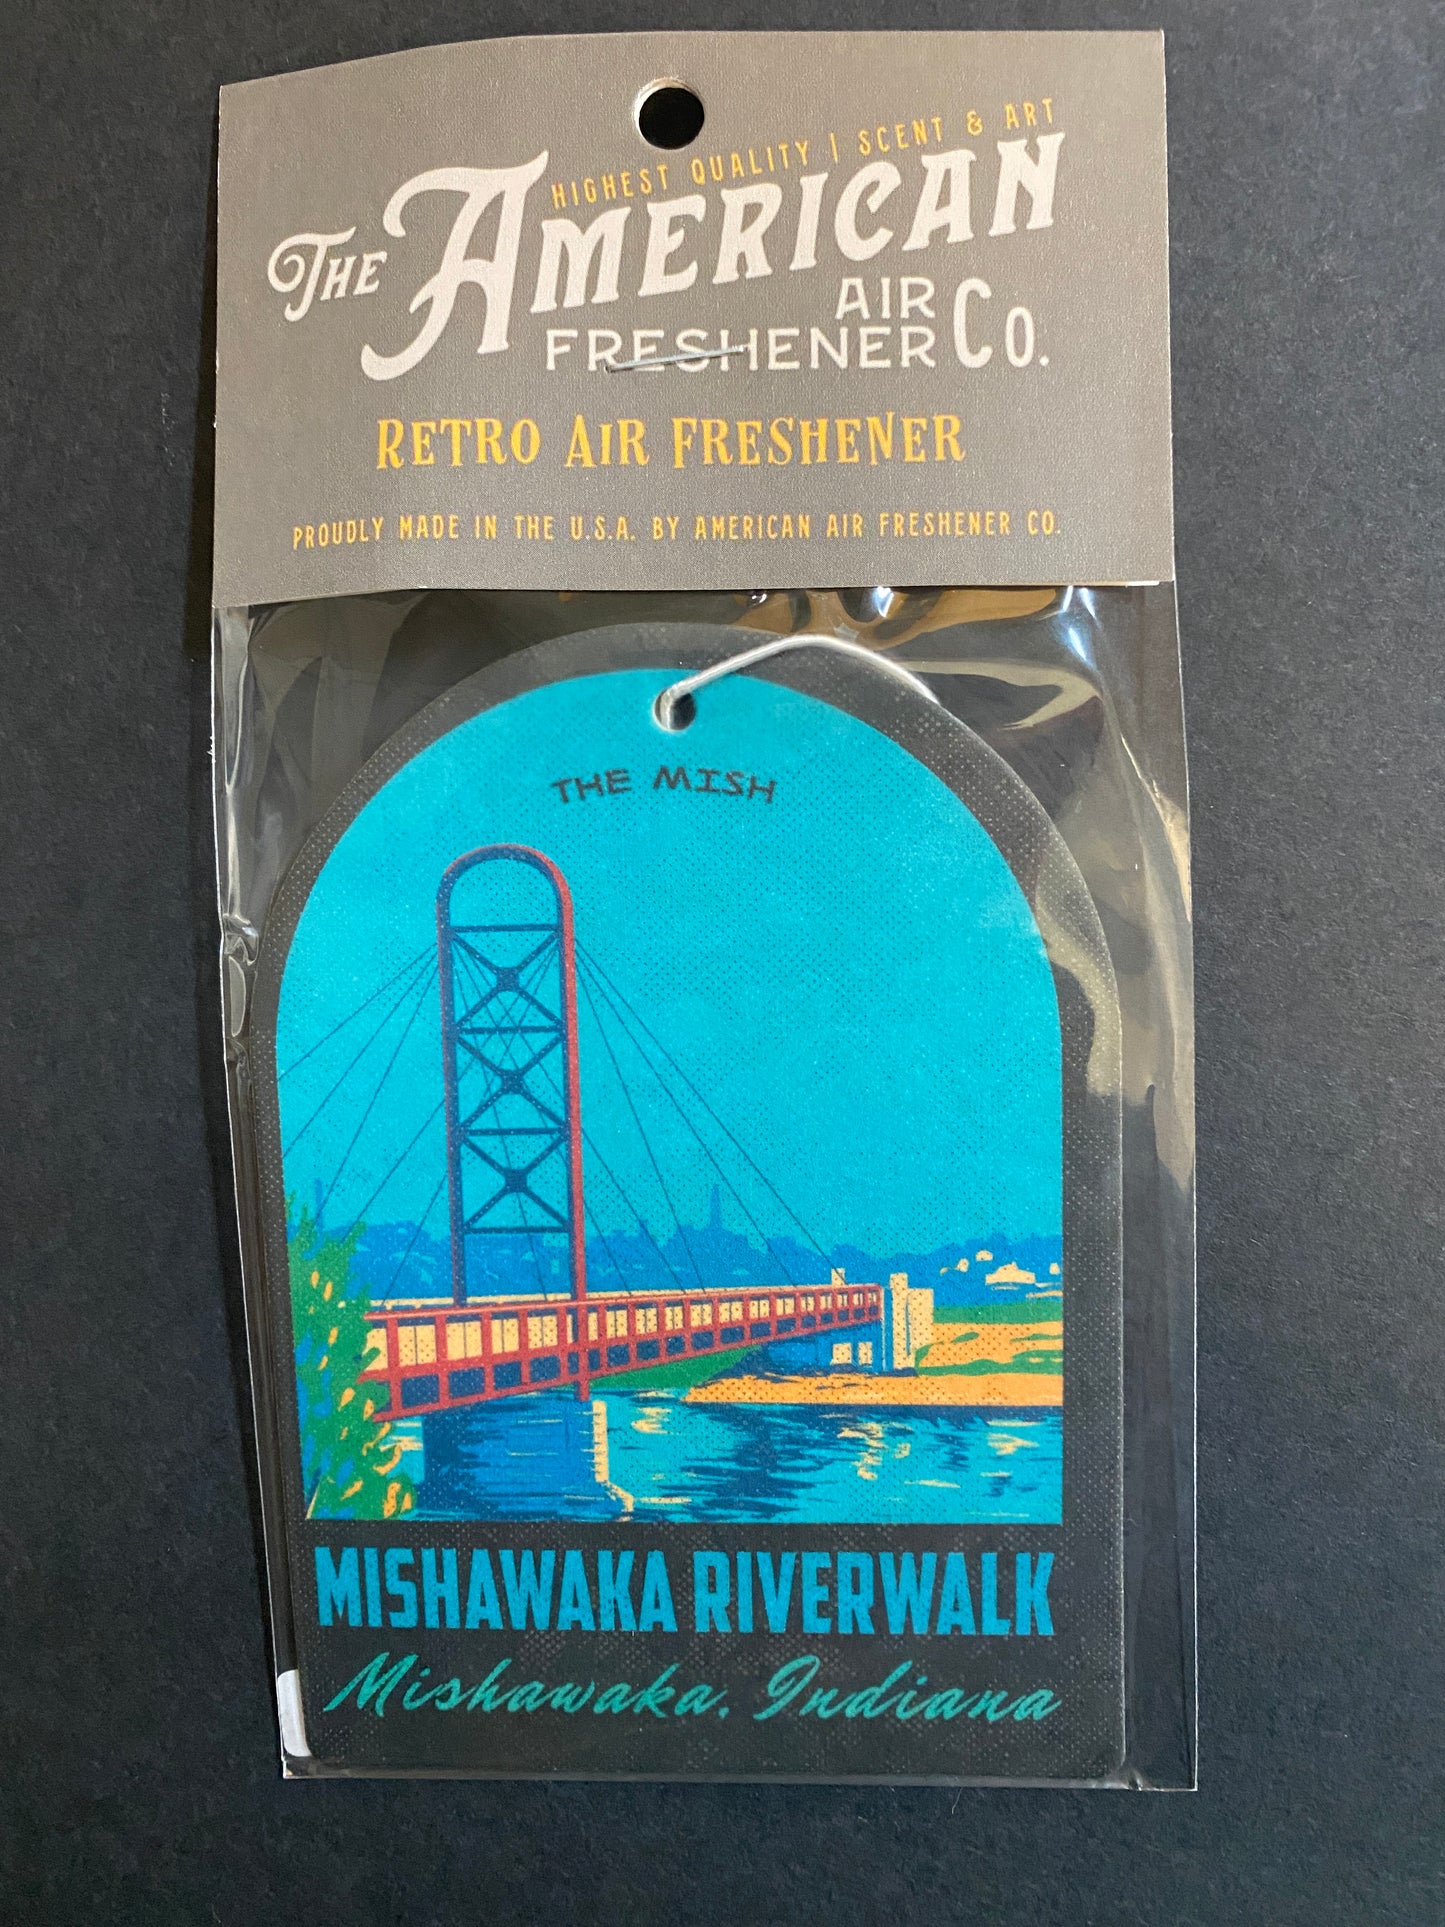 HIGHEST QUALITY | SCENT & ART
THE AMERICAN
AIR
FRESHENER CO.
RETRO AIR FRESHENER
PROUDLY MADE IN THE U.S.A. BY AMERICAN AIR FRESHENER CO.
THE MISH
MISHAWAKA RIVERWALK
Mishawaka, Indiana